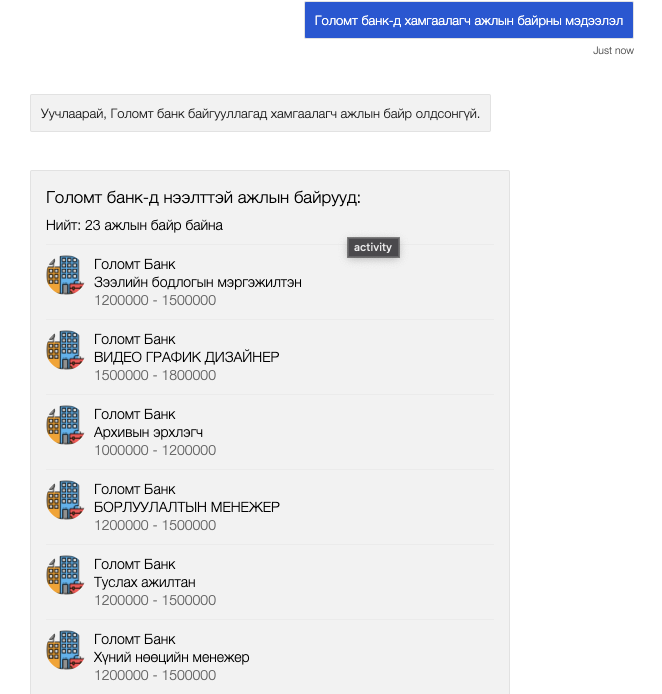 Голомт банк-д хамгаалагч ажлын байрны мэдээлэл
Just now
Уучлаарай, Голомт банк байгууллагад хамгаалагч ажлын байр олдсонгүй.
Голомт банк-д нээлттэй ажлын байрууд:
Нийт: 23 ажлын байр байна
activity
Голомт Банк
Зээлийн бодлогын мэргэжилтэн
1200000 - 1500000
Голомт Банк
ВИДЕО ГРАФИК ДИЗАЙНЕР
1500000 - 1800000
Голомт Банк
Архивын эрхлэгч
1000000 - 1200000
Голомт Банк
БОРЛУУЛАЛТЫН МЕНЕЖЕР
1200000 - 1500000
Голомт Банк
Туслах ажилтан
1200000 - 1500000
Голомт Банк
Хүний нөөцийн менежер
1200000 - 1500000